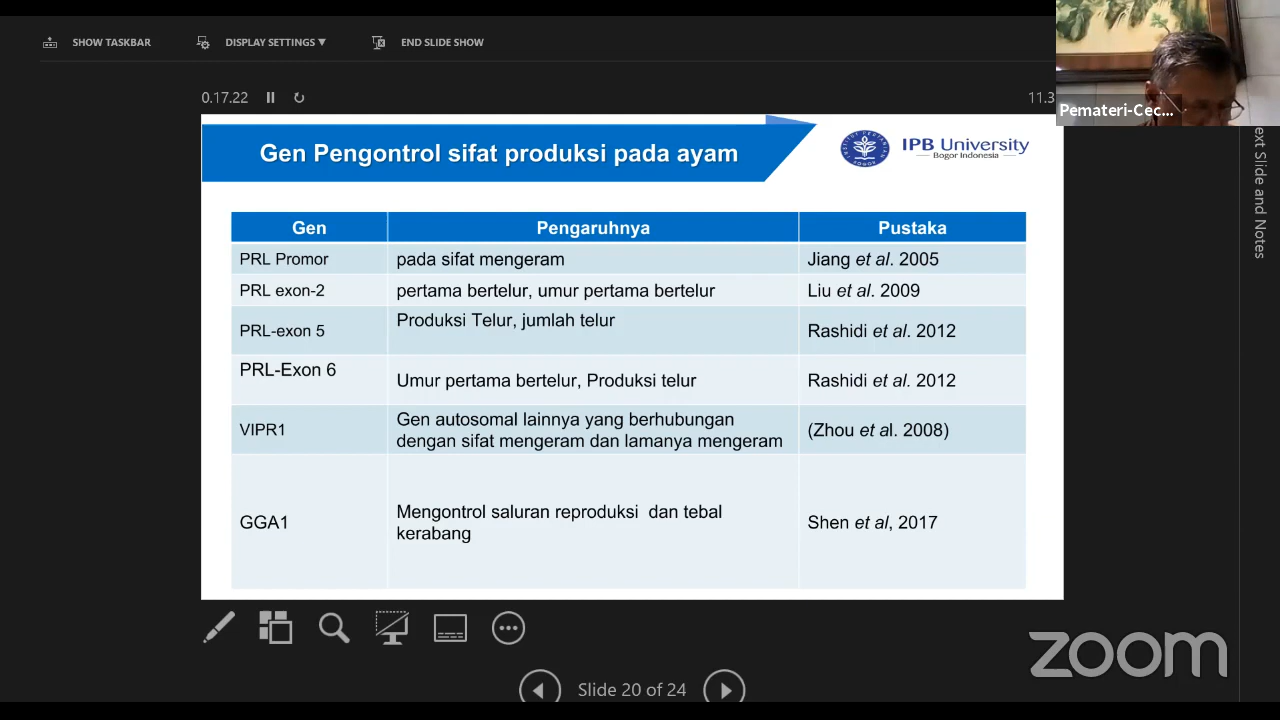 SHOW TASKBAR
DISPLAY SETTINGS ▼
END SLIDE SHOW
0.17.22
11.3
Pemateri-Cec...
ext Slide and Notes
Gen Pengontrol sifat produksi pada ayam
IPB University
Bogor Indonesia
Gen Pengaruhnya Pustaka
PRL Promor pada sifat mengeram Jiang et al. 2005
PRL exon-2 pertama bertelur, umur pertama bertelur Liu et al. 2009
PRL-exon 5 Produksi Telur, jumlah telur Rashidi et al. 2012
PRL-Exon 6 Umur pertama bertelur, Produksi telur Rashidi et al. 2012
VIPR1 Gen autosomal lainnya yang berhubungan
dengan sifat mengeram dan lamanya mengeram (Zhou et al. 2008)
GGA1 Mengontrol saluran reproduksi dan tebal
kerabang Shen et al, 2017
Slide 20 of 24
zoom